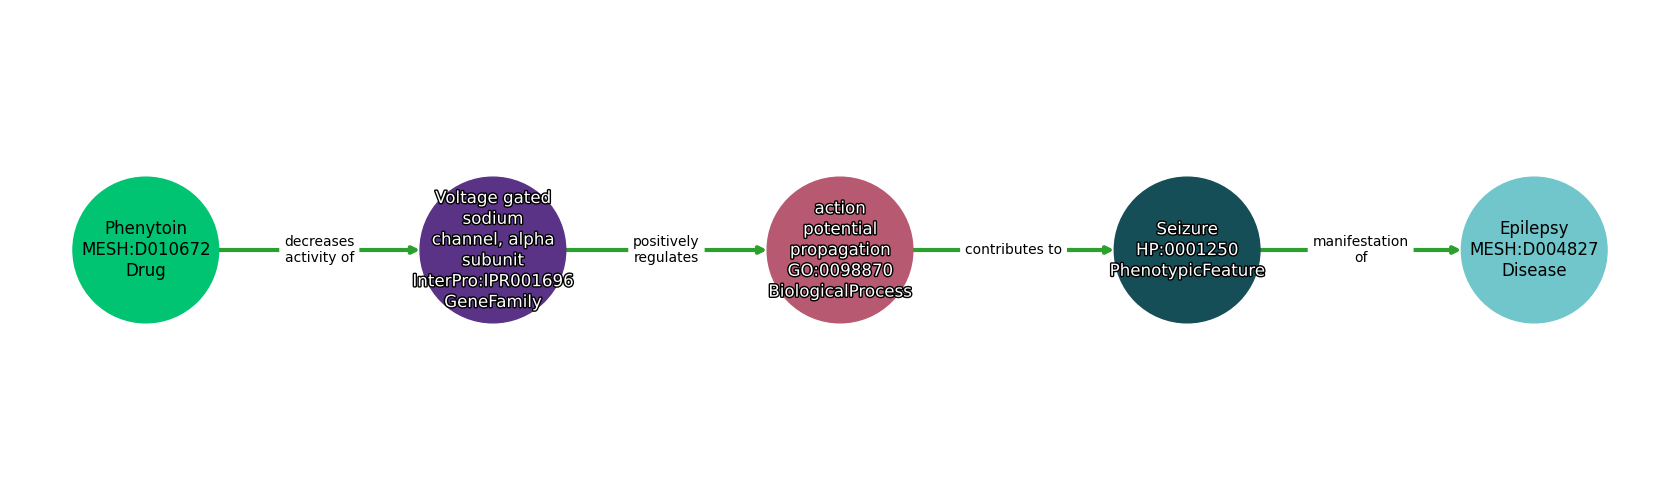 Phenytoin
MESH:D010672
Drug
decreases
activity of
Voltage gated
sodium
channel, alpha
subunit
InterPro:IPR001696
GeneFamily
positively
regulates
action
potential
propagation
GO:0098870
BiologicalProcess
contributes to
Seizure
HP:0001250
PhenotypicFeature
manifestation
of
Epilepsy
MESH:D004827
Disease